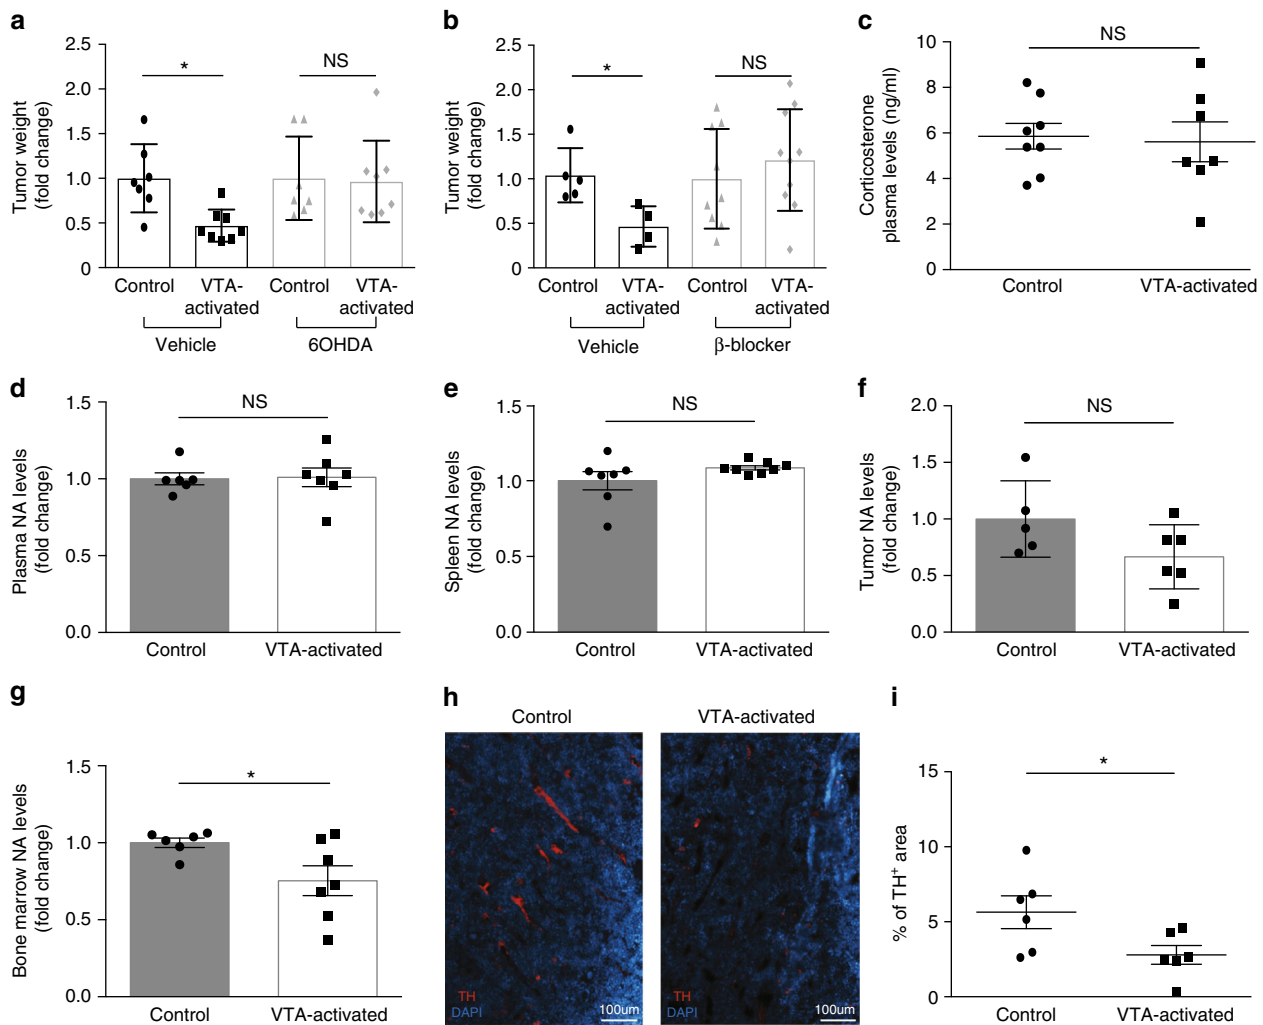 a
Tumor weight
(fold change)
2.5
2.0
1.5
1.0
0.5
0
*
NS
Control
VTA-
activated
Control
VTA-
activated
Vehicle
6OHDA
b
Tumor weight
(fold change)
2.5
2.0
1.5
1.0
0.5
0
*
NS
Control
VTA-
activated
Control
VTA-
activated
Vehicle
β-blocker
c
Corticosterone
plasma levels (ng/ml)
10
8
6
4
2
0
NS
Control
VTA-activated
d
Plasma NA levels
(fold change)
1.5
1.0
0.5
0.0
NS
Control
VTA-activated
e
Spleen NA levels
(fold change)
1.5
1.0
0.5
0.0
NS
Control
VTA-activated
f
Tumor NA levels
(fold change)
2.0
1.5
1.0
0.5
0.0
NS
Control
VTA-activated
g
Bone marrow NA levels
(fold change)
1.5
1.0
0.5
0.0
*
Control
VTA-activated
h
Control
VTA-activated
TH
DAPI
100um
TH
DAPI
100um
i
% of TH⁺ area
15
10
5
0
*
Control
VTA-activated